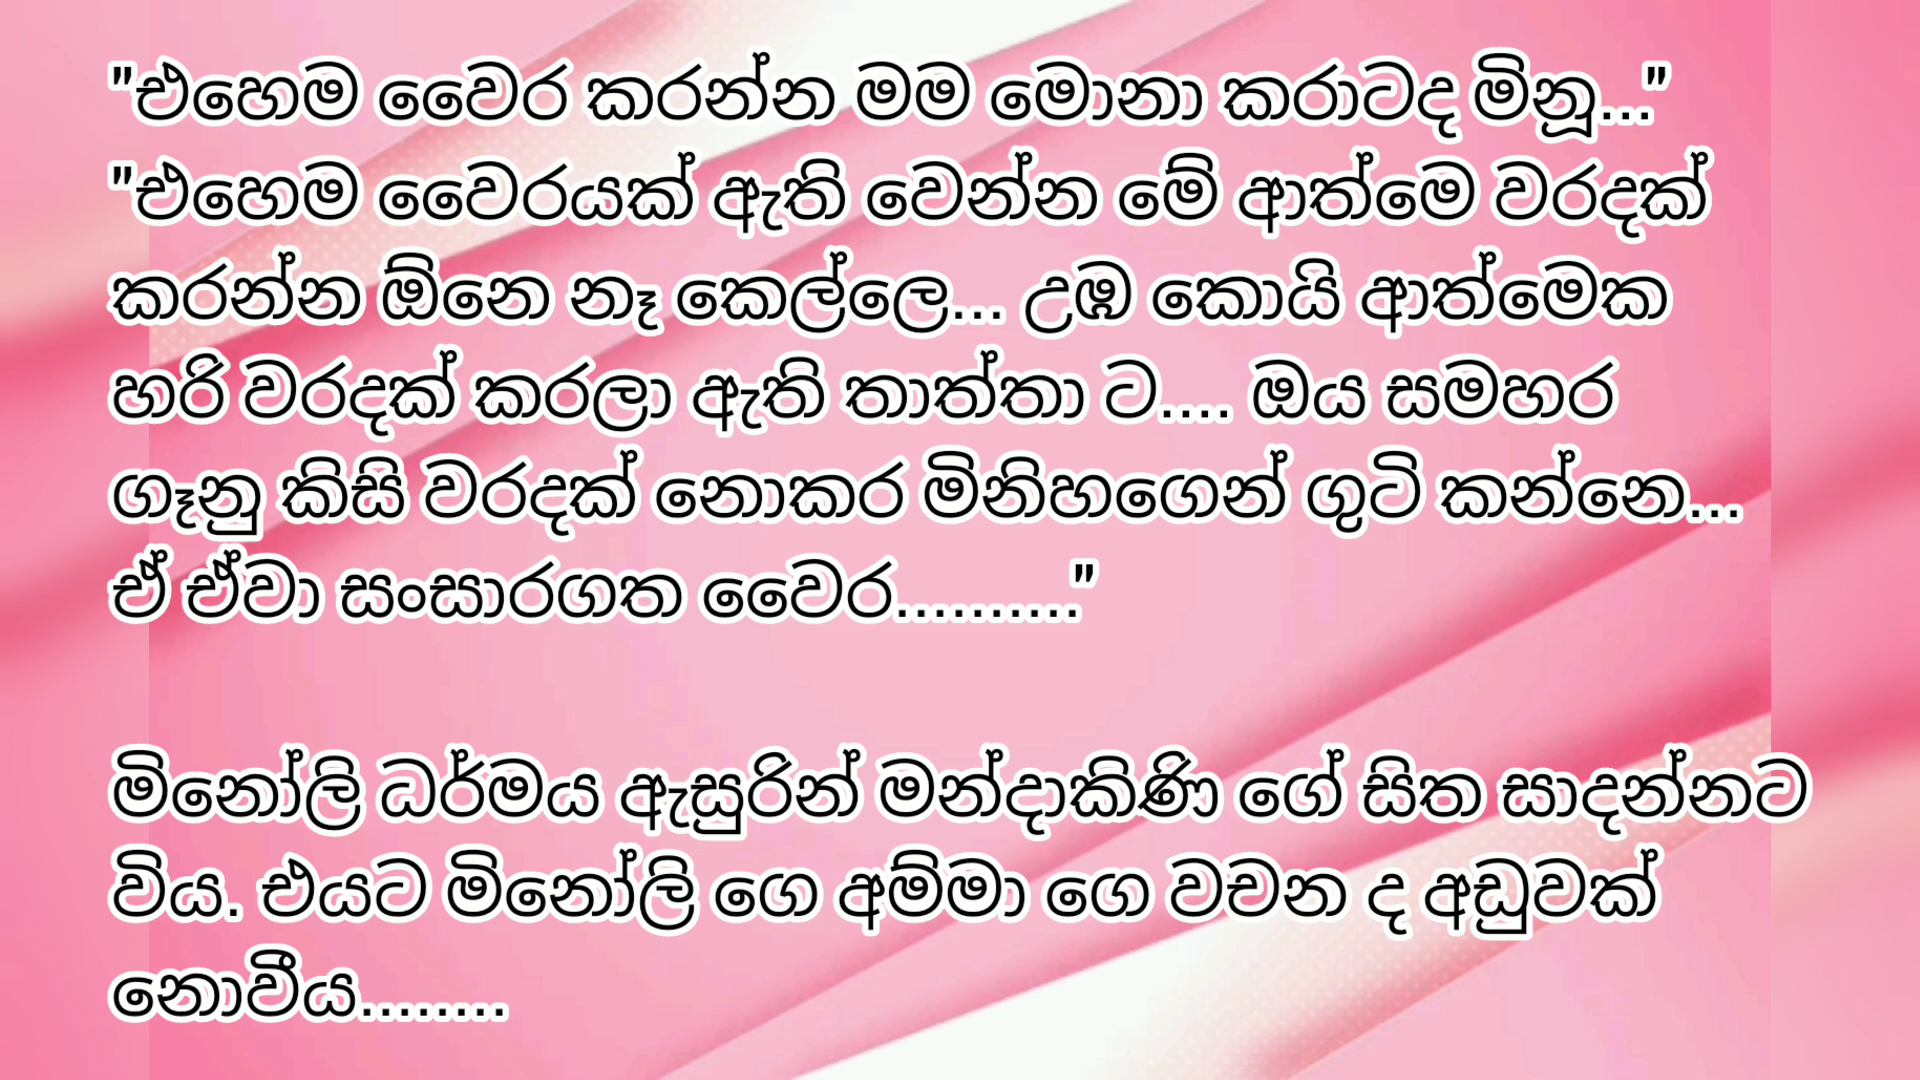 "එහෙම වෛර කරන්න මම මොනා කරාටද මිනූ..."
"එහෙම වෛරයක් ඇති වෙන්න මේ ආත්මෙ වරදක්
කරන්න ඕනෙ නෑ කෙල්ලෙ... උඹ කොයි ආත්මෙක
හරි වරදක් කරලා ඇති තාත්තා ට.... ඔය සමහර
ගෑනු කිසි වරදක් නොකර මිනිහගෙන් ගුටි කන්නෙ...
ඒ ඒවා සංසාරගත වෛර.........."
මිනෝලි ධර්මය ඇසුරින් මන්දාකිණි ගේ සිත සාදන්නට
විය. එයට මිනෝලි ගෙ අම්මා ගෙ වචන ද අඩුවක්
නොවීය........